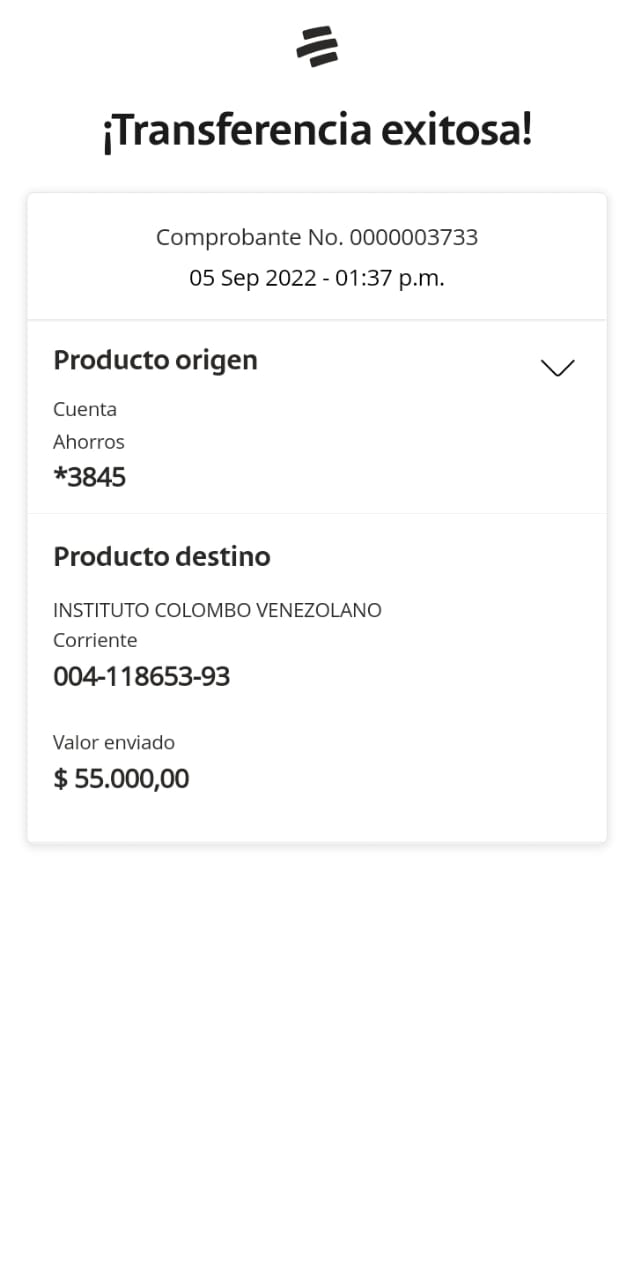 ¡Transferencia exitosa!
Comprobante No. 0000003733
05 Sep 2022 - 01:37 p.m.
Producto origen
Cuenta
Ahorros
*3845
Producto destino
INSTITUTO COLOMBO VENEZOLANO
Corriente
004-118653-93
Valor enviado
$ 55.000,00